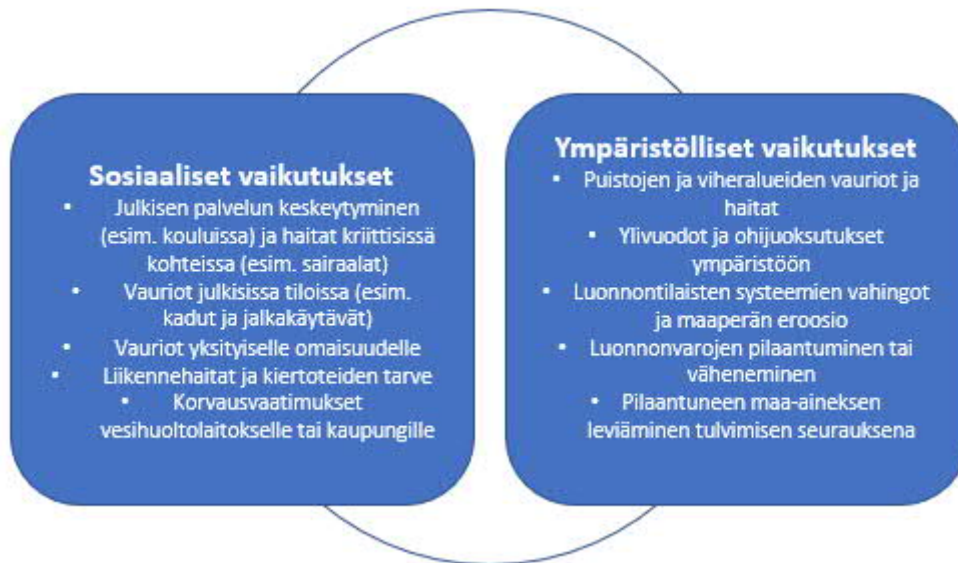 Sosiaaliset vaikutukset
• Julkisen palvelun keskeytyminen
(esim. kouluissa) ja haitat kriittisissä
kohteissa (esim. sairaalat)
• Vauriot julkisissa tiloissa (esim.
kadut ja jalkakäytävät)
• Vauriot yksityiselle omaisuudelle
• Liikennehaitat ja kiertoteiden tarve
• Korvausvaatimukset
vesihuoltolaitokselle tai kaupungille
Ympäristölliset vaikutukset
• Puistojen ja viheralueiden vauriot ja
haitat
• Ylivuodot ja ohijuoksutukset
ympäristöön
• Luonnontilaisten systeemien vahingot
ja maaperän eroosio
• Luonnonvarojen pilaantuminen tai
väheneminen
• Pilaantuneen maa-aineksen
leviäminen tulvimisen seurauksena